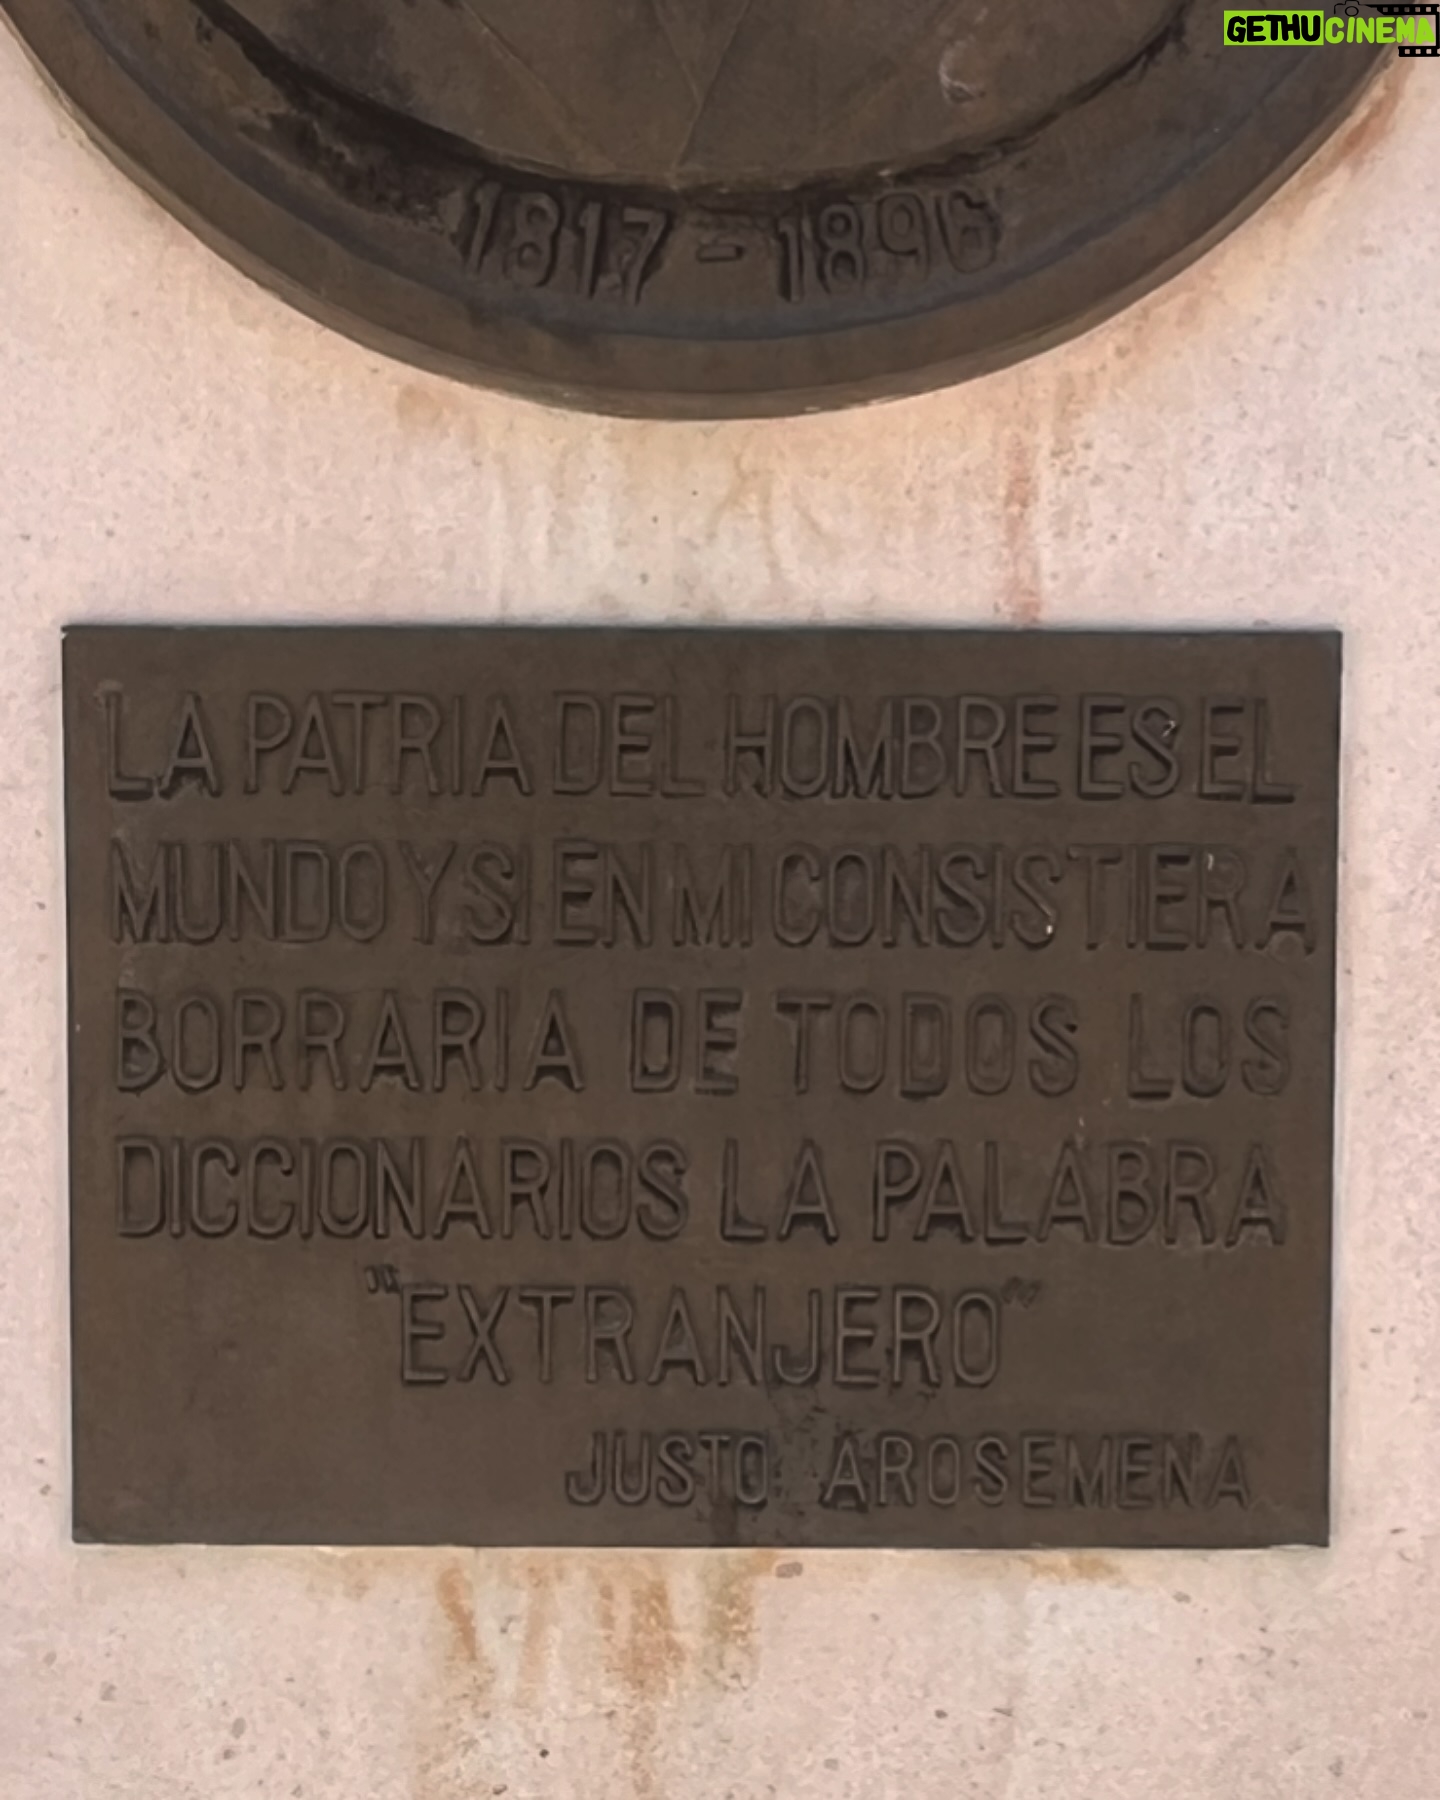 GETHUCINEMA
1817 - 1896
LA PATRIA DEL HOMBRE ES EL
MUNDO Y SI EN MI CONSISTIERA
BORRARIA DE TODOS LOS
DICCIONARIOS LA PALABRA
"EXTRANJERO"
JUSTO AROSEMENA